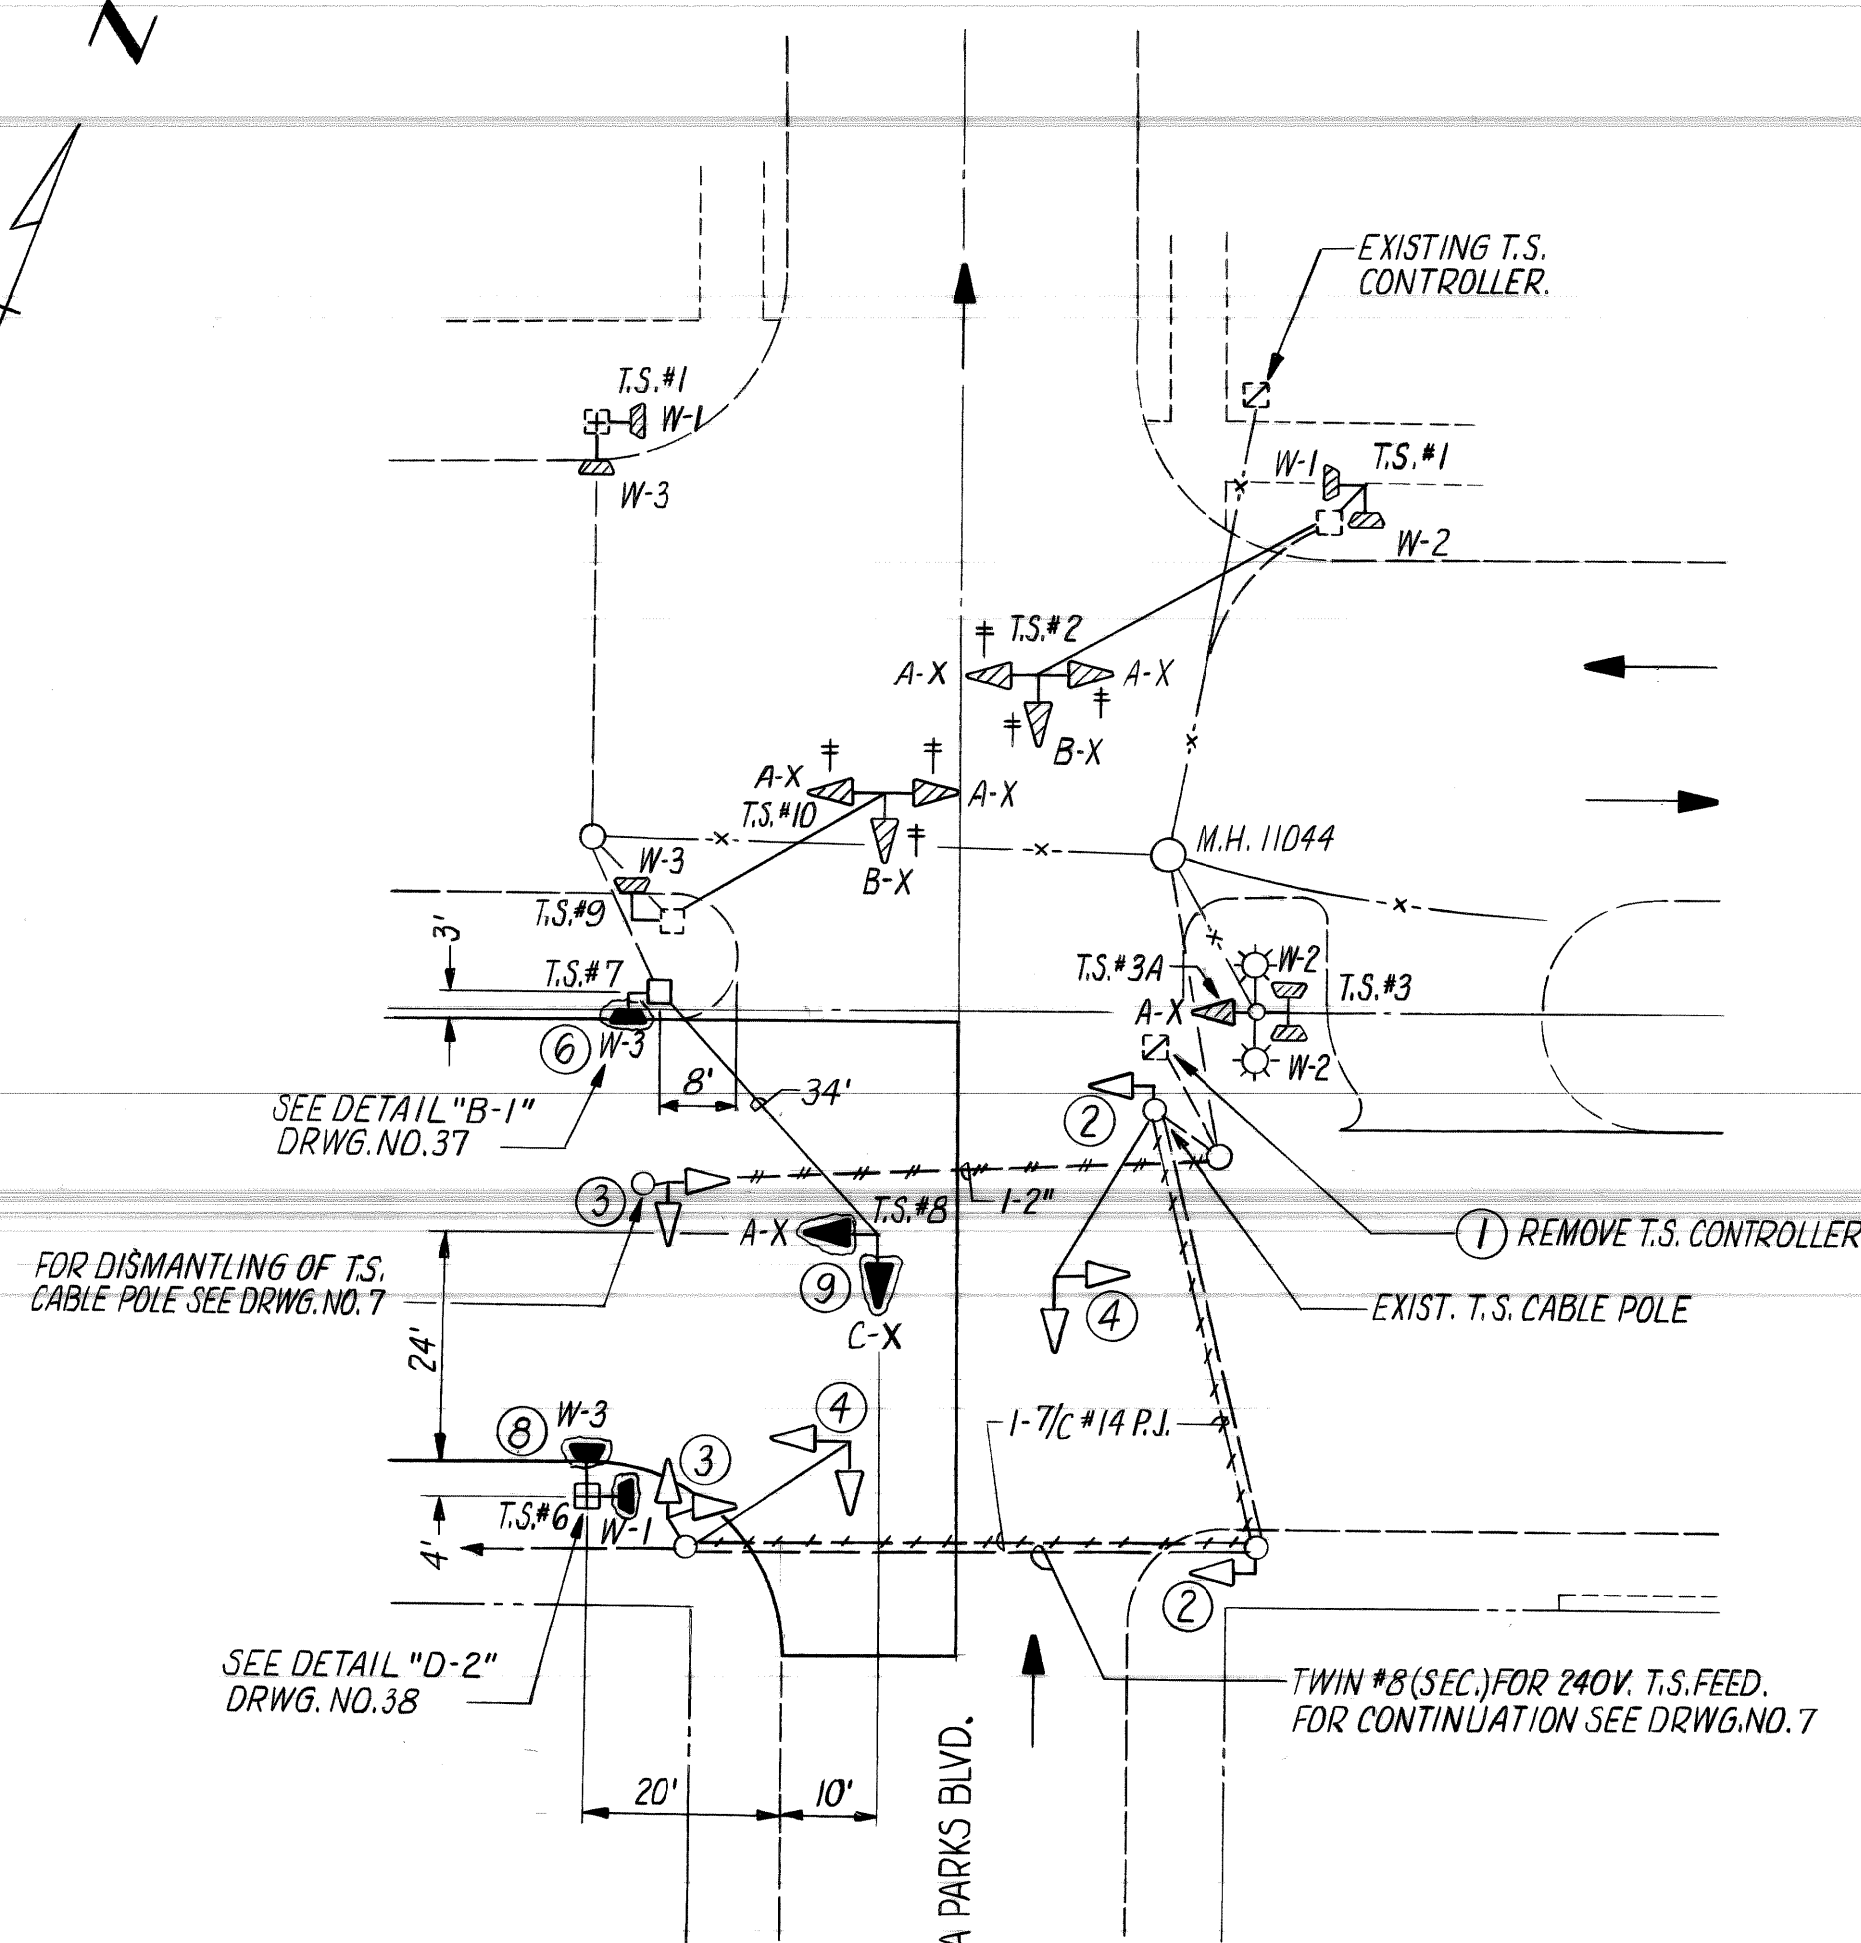 N
EXISTING T.S.
CONTROLLER.
T.S.#1
W-1
W-3
W-1
T.S.#1
W-2
T.S.#2
A-X
A-X
B-X
A-X
A-X
T.S.#10
B-X
M.H. 11044
W-3
T.S.#9
3'
T.S.#7
T.S.#3A
W-2
T.S.#3
A-X
6
W-3
W-2
8'
34'
SEE DETAIL "B-1"
DRWG.NO.37
2
3
1-2"
A-X
T.S.#8
1 REMOVE T.S. CONTROLLER
FOR DISMANTLING OF T.S.
CABLE POLE SEE DRWG.NO.7
9
4
EXIST. T.S. CABLE POLE
C-X
24'
8
W-3
4
3
1-7/C #14 P.J.
T.S.#6
W-1
4'
2
SEE DETAIL "D-2"
DRWG. NO.38
TWIN #8(SEC.)FOR 240V. T.S.FEED.
FOR CONTINUATION SEE DRWG.NO.7
20'
10'
A PARKS BLVD.